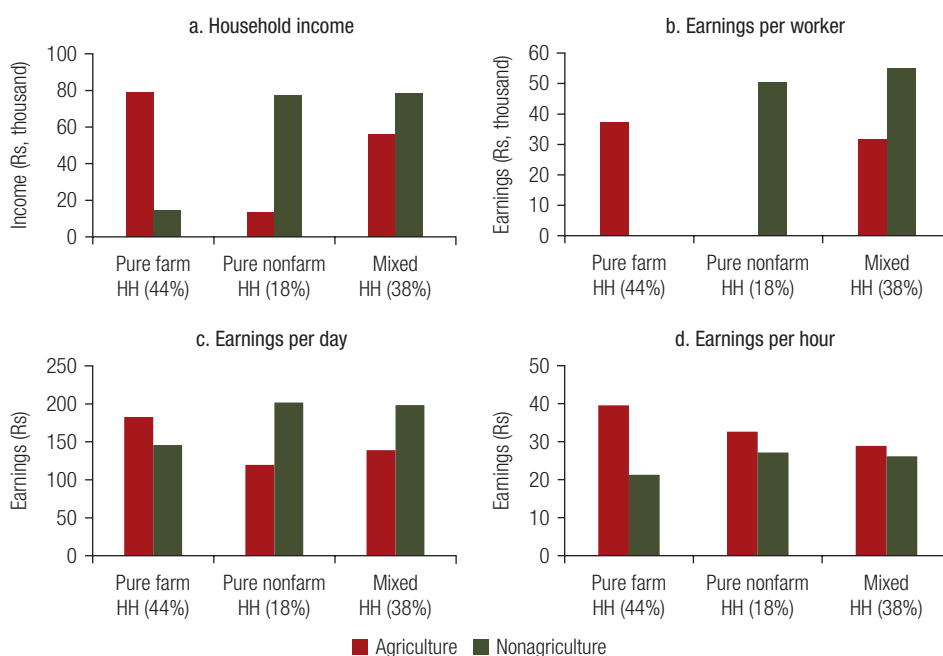 a. Household income
Income (Rs, thousand)
100
80
60
40
20
0
Pure farm
HH (44%)
Pure nonfarm
HH (18%)
Mixed
HH (38%)
b. Earnings per worker
Earnings (Rs, thousand)
60
50
40
30
20
10
0
Pure farm
HH (44%)
Pure nonfarm
HH (18%)
Mixed
HH (38%)
c. Earnings per day
Earnings (Rs)
250
200
150
100
50
0
Pure farm
HH (44%)
Pure nonfarm
HH (18%)
Mixed
HH (38%)
d. Earnings per hour
Earnings (Rs)
50
40
30
20
10
0
Pure farm
HH (44%)
Pure nonfarm
HH (18%)
Mixed
HH (38%)
Agriculture
Nonagriculture